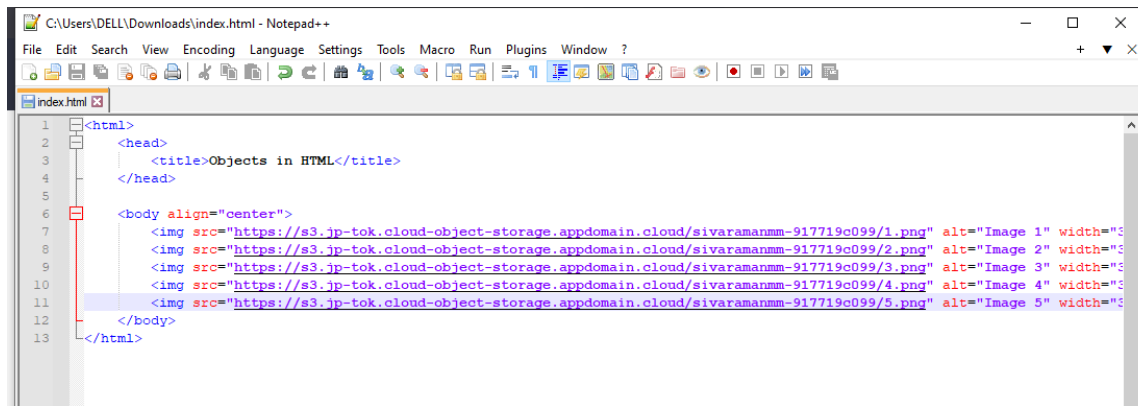 C:\Users\DELL\Downloads\index.html - Notepad++
File Edit Search View Encoding Language Settings Tools Macro Run Plugins Window ?
index.html
1 <html>
2 <head>
3 <title>Objects in HTML</title>
4 </head>
5
6 <body align="center">
7 <img src="https://s3.jp-tok.cloud-object-storage.appdomain.cloud/sivaramanmm-917719c099/1.png" alt="Image 1" width="3
8 <img src="https://s3.jp-tok.cloud-object-storage.appdomain.cloud/sivaramanmm-917719c099/2.png" alt="Image 2" width="3
9 <img src="https://s3.jp-tok.cloud-object-storage.appdomain.cloud/sivaramanmm-917719c099/3.png" alt="Image 3" width="3
10 <img src="https://s3.jp-tok.cloud-object-storage.appdomain.cloud/sivaramanmm-917719c099/4.png" alt="Image 4" width="3
11 <img src="https://s3.jp-tok.cloud-object-storage.appdomain.cloud/sivaramanmm-917719c099/5.png" alt="Image 5" width="3
12 </body>
13 </html>